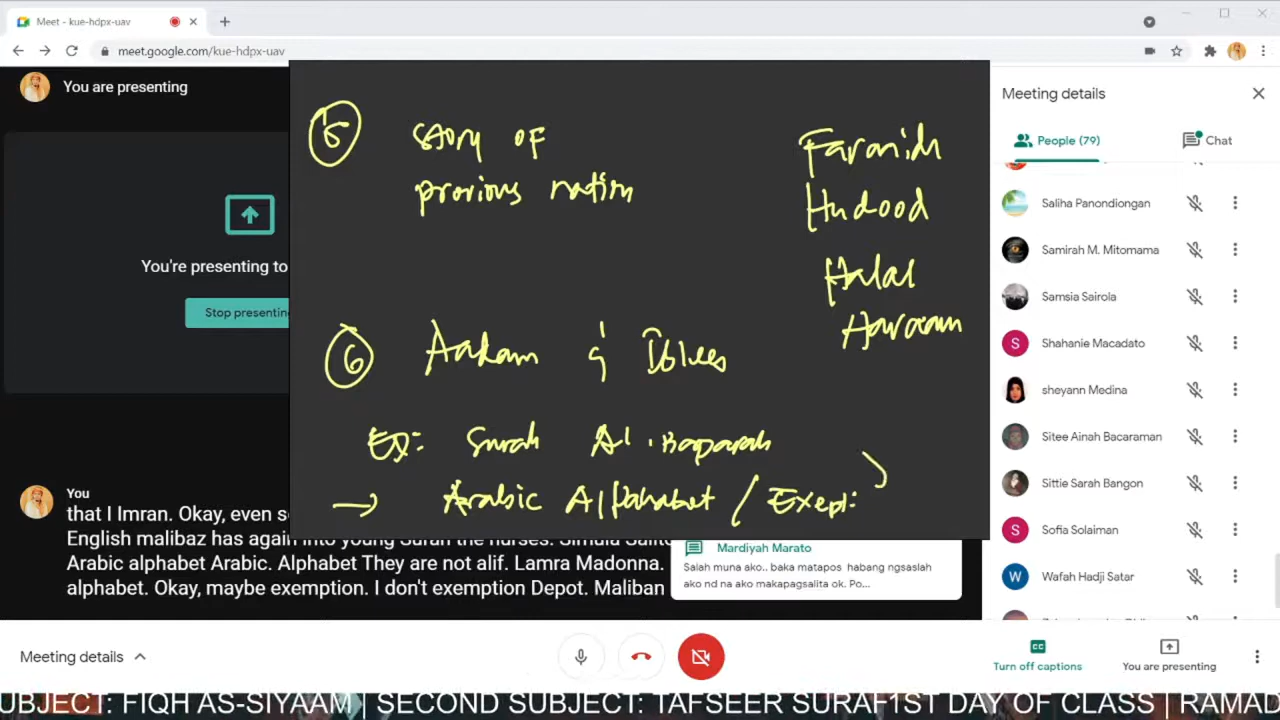 Meet - kue-hdpx-uav
meet.google.com/kue-hdpx-uav
You are presenting
You're presenting to
Stop presentin
5 story of
previous nation
Faraaidh
Hudood
Halal
Haraam
6 Aadam & Iblees
Ex: Surah Al-Baqarah
→ Arabic Alphabet / Exept:
You
that I Imran. Okay, even s
English malibaz has again into young Surah the nurses. Simula
Arabic alphabet Arabic. Alphabet They are not alif. Lamra Madonna.
alphabet. Okay, maybe exemption. I don't exemption Depot. Maliban
Mardiyah Marato
Salah muna ako.. baka matapos habang ngsaslah
ako nd na ako makapagsalita ok. Po...
Meeting details
People (79)
Chat
Saliha Panondiongan
Samirah M. Mitomama
Samsia Sairola
S Shahanie Macadato
sheyann Medina
Sitee Ainah Bacaraman
Sittie Sarah Bangon
S Sofia Solaiman
W Wafah Hadji Satar
Meeting details
CC
Turn off captions
You are presenting
UBJECT: FIQH AS-SIYAAM | SECOND SUBJECT: TAFSEER SURAF1ST DAY OF CLASS | RAMAD